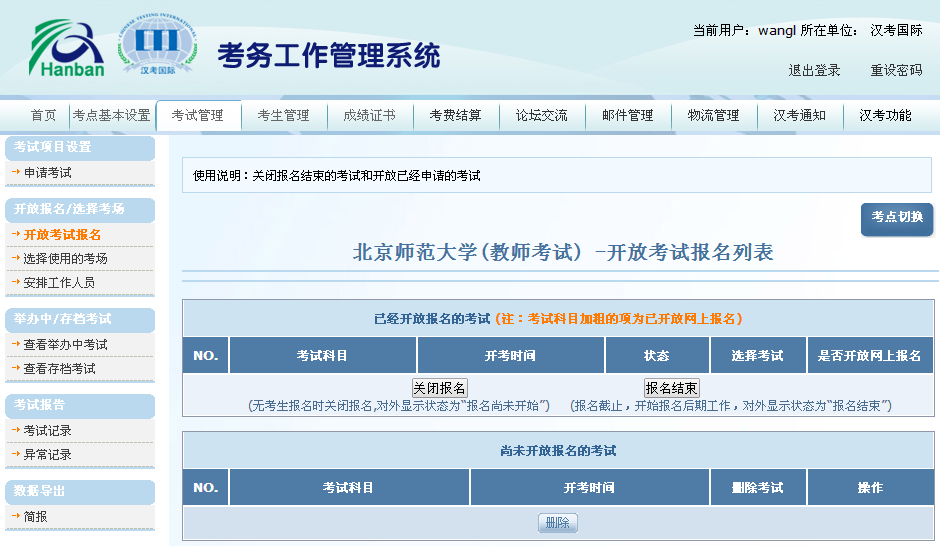 Hanban
CHINESE TESTING INTERNATIONAL
汉考国际
考务工作管理系统
当前用户：wangl 所在单位： 汉考国际
退出登录 重设密码
首页 考点基本设置 考试管理 考生管理 成绩证书 考费结算 论坛交流 邮件管理 物流管理 汉考通知 汉考功能
考试项目设置
申请考试
开放报名/选择考场
开放考试报名
选择使用的考场
安排工作人员
举办中/存档考试
查看举办中考试
查看存档考试
考试报告
考试记录
异常记录
数据导出
简报
使用说明：关闭报名结束的考试和开放已经申请的考试
考点切换
北京师范大学(教师考试) -开放考试报名列表
已经开放报名的考试 (注：考试科目加粗的项为已开放网上报名)
NO. 考试科目 开考时间 状态 选择考试 是否开放网上报名
关闭报名 报名结束
(无考生报名时关闭报名,对外显示状态为“报名尚未开始”) (报名截止，开始报名后期工作，对外显示状态为“报名结束”)
尚未开放报名的考试
NO. 考试科目 开考时间 删除考试 操作
删除